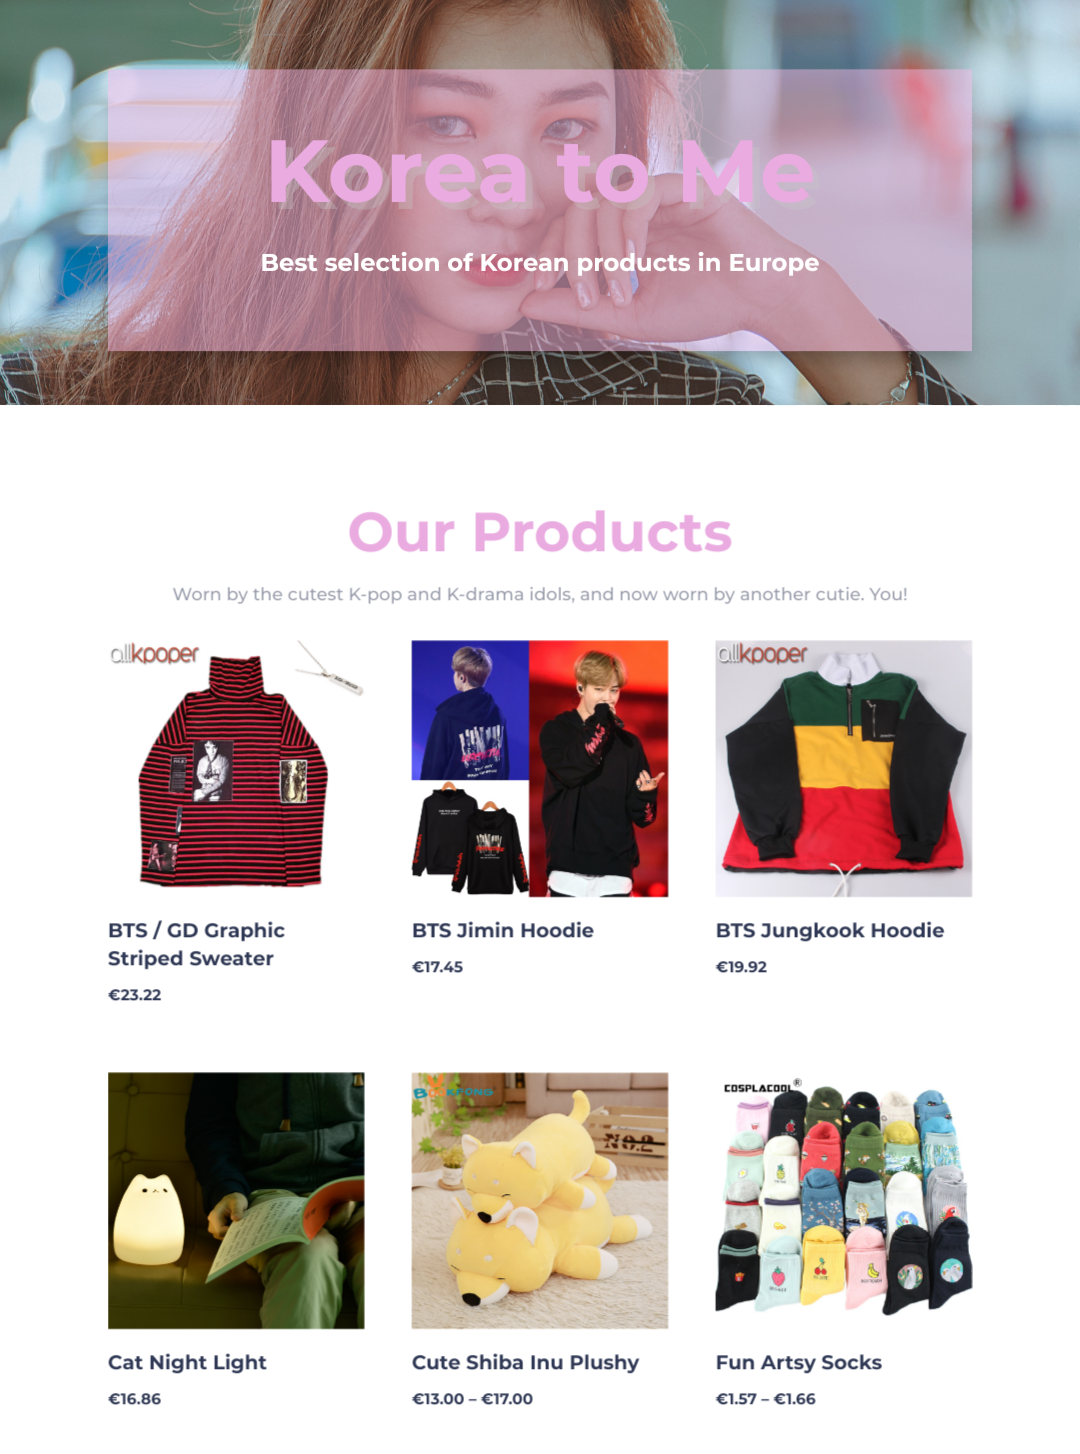 Korea to Me
Best selection of Korean products in Europe
Our Products
Worn by the cutest K-pop and K-drama idols, and now worn by another cutie. You!
allkpoper
allkpoper
BTS / GD Graphic
Striped Sweater
€23.22
BTS Jimin Hoodie
€17.45
BTS Jungkook Hoodie
€19.92
NO.2
COSPLACOOL®
Cat Night Light
€16.86
Cute Shiba Inu Plushy
€13.00 – €17.00
Fun Artsy Socks
€1.57 – €1.66